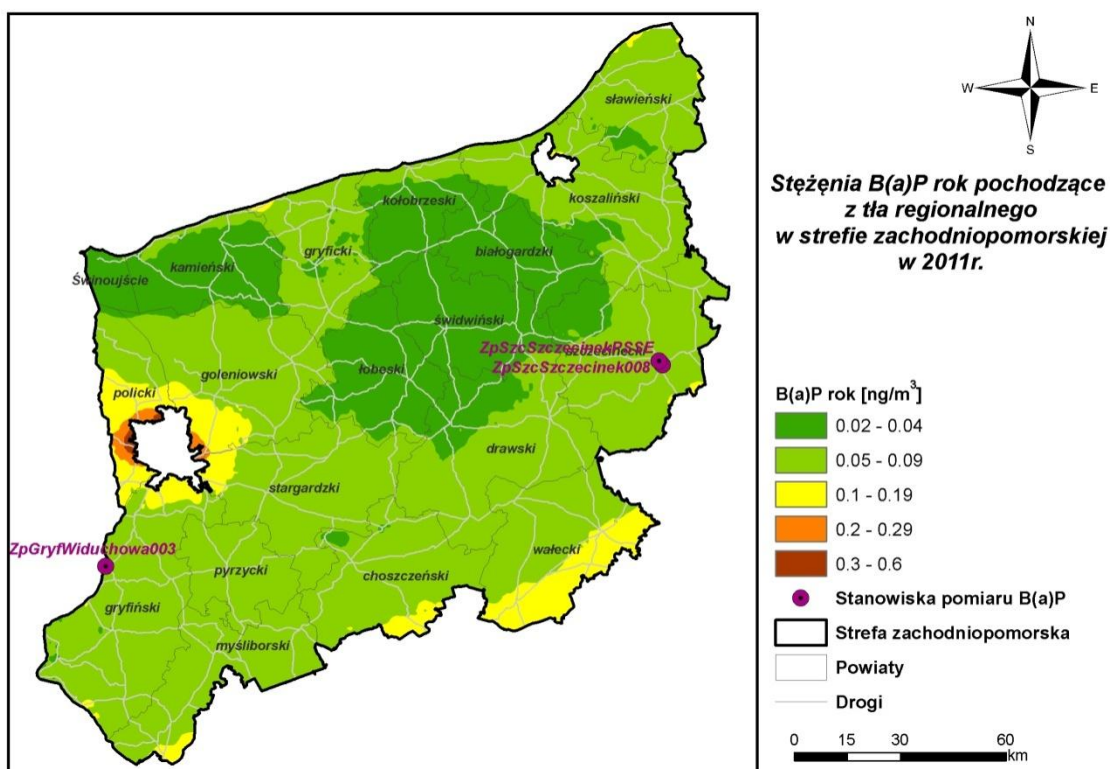 N
W E
S
Stężenia B(a)P rok pochodzące
z tła regionalnego
w strefie zachodniopomorskiej
w 2011r.
sławieński
koszaliński
kołobrzeski
białogardzki
gryficki
kamieński
Świnoujście
świdwiński
ZpSzcSzczecinekPSSE
szczecinecki
ZpSzcSzczecinek008
łobeski
goleniowski
policki
drawski
stargardzki
wałecki
ZpGryfWiduchowa003
pyrzycki
choszczeński
gryfiński
myśliborski
B(a)P rok [ng/m³]
0.02 - 0.04
0.05 - 0.09
0.1 - 0.19
0.2 - 0.29
0.3 - 0.6
Stanowiska pomiaru B(a)P
Strefa zachodniopomorska
Powiaty
Drogi
0 15 30 60
km